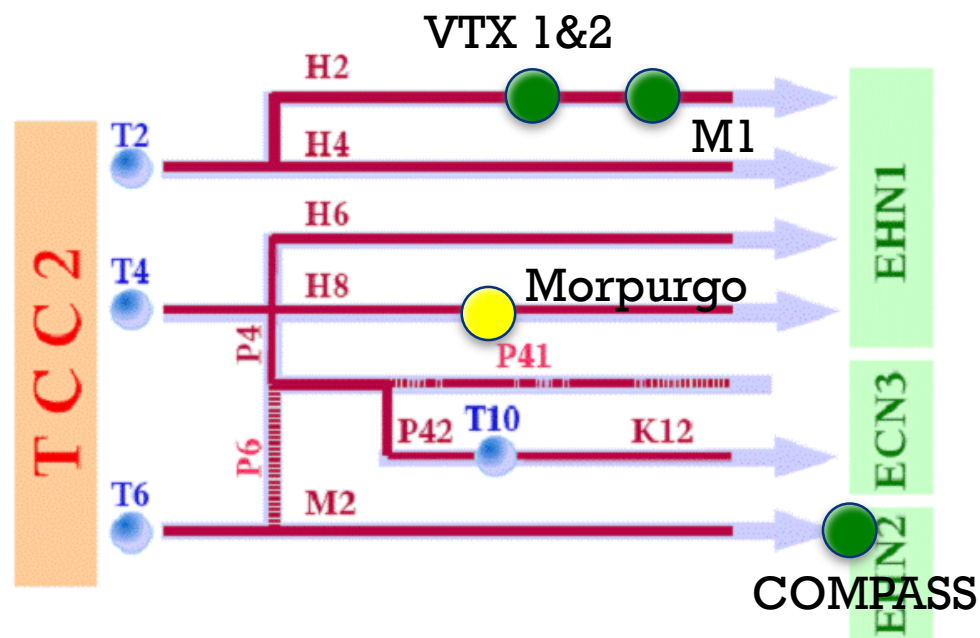 VTX 1&2
H2
M1
T2
H4
H6
T4
H8
Morpurgo
P4
P41
T10
P42
K12
P6
T6
M2
COMPASS
TCC2
EHN1
ECN3
EHN2